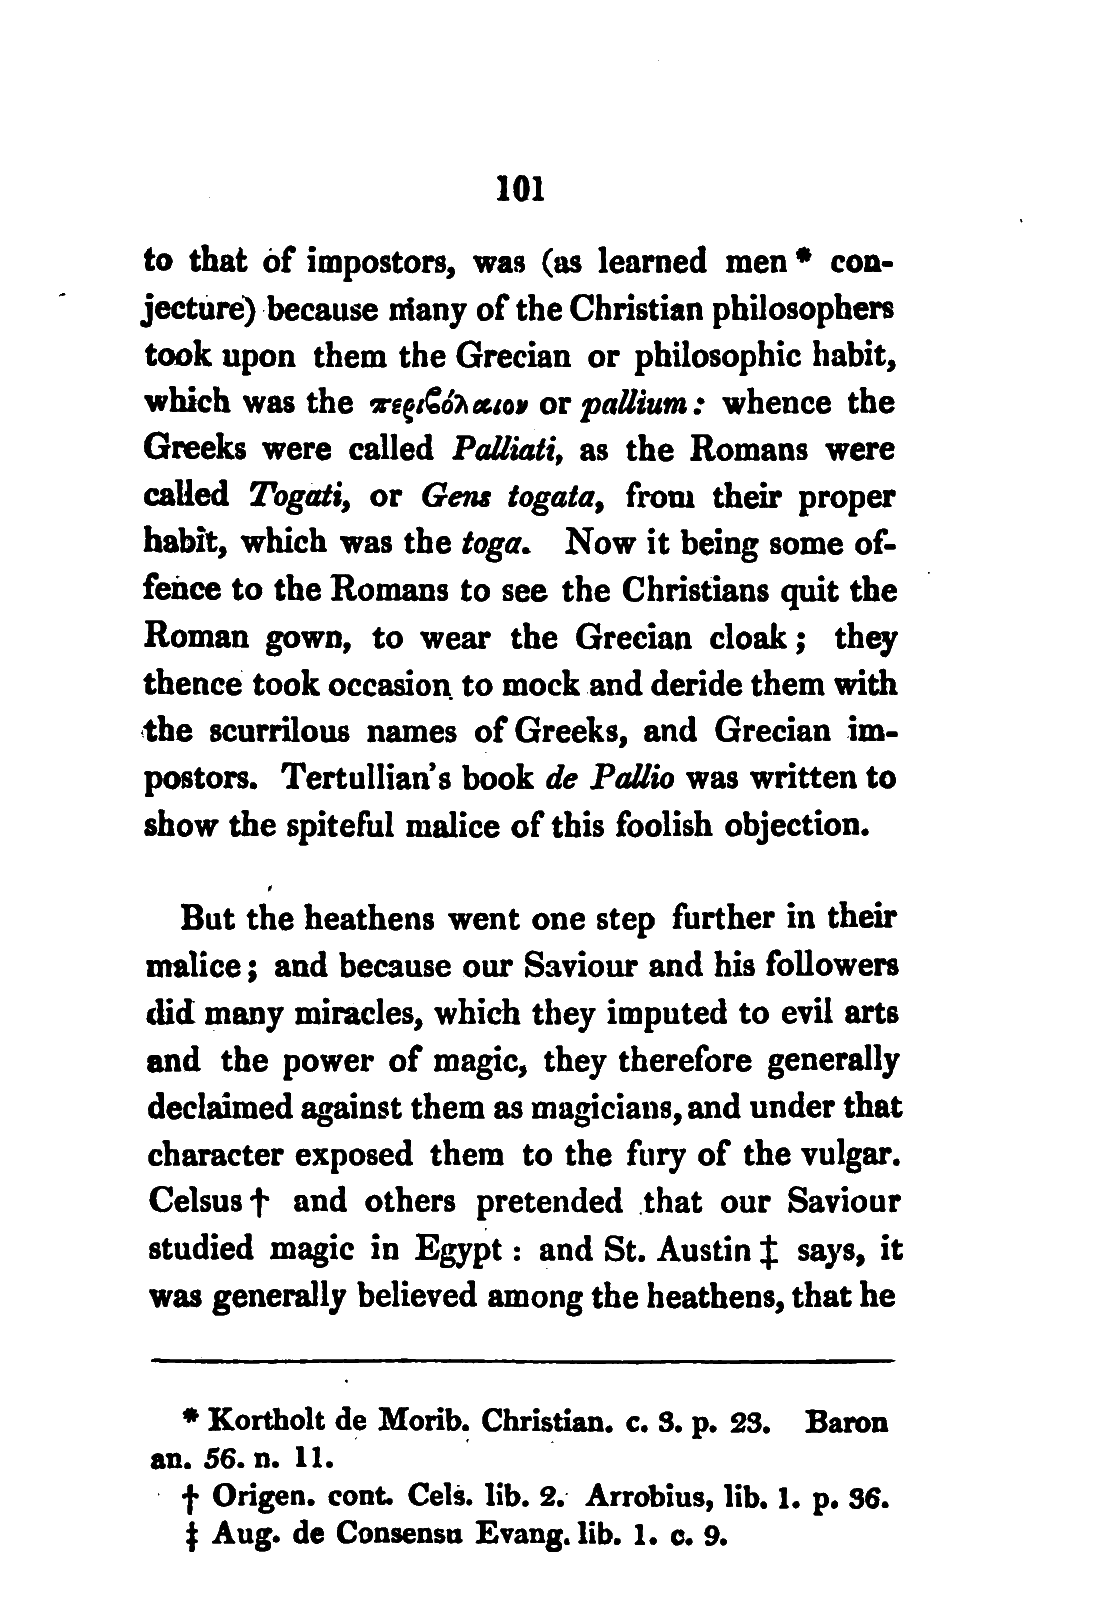 101
to that of impostors, was (as learned men * con-
jecture) because many of the Christian philosophers
took upon them the Grecian or philosophic habit,
which was the περιϐόλαιον or pallium: whence the
Greeks were called Palliati, as the Romans were
called Togati, or Gens togata, from their proper
habit, which was the toga. Now it being some of-
fence to the Romans to see the Christians quit the
Roman gown, to wear the Grecian cloak; they
thence took occasion to mock and deride them with
the scurrilous names of Greeks, and Grecian im-
postors. Tertullian's book de Pallio was written to
show the spiteful malice of this foolish objection.
But the heathens went one step further in their
malice; and because our Saviour and his followers
did many miracles, which they imputed to evil arts
and the power of magic, they therefore generally
declaimed against them as magicians, and under that
character exposed them to the fury of the vulgar.
Celsus † and others pretended that our Saviour
studied magic in Egypt: and St. Austin ‡ says, it
was generally believed among the heathens, that he
* Kortholt de Morib. Christian. c. 3. p. 23. Baron
an. 56. n. 11.
† Origen. cont. Cels. lib. 2. Arrobius, lib. 1. p. 36.
‡ Aug. de Consensu Evang. lib. 1. c. 9.